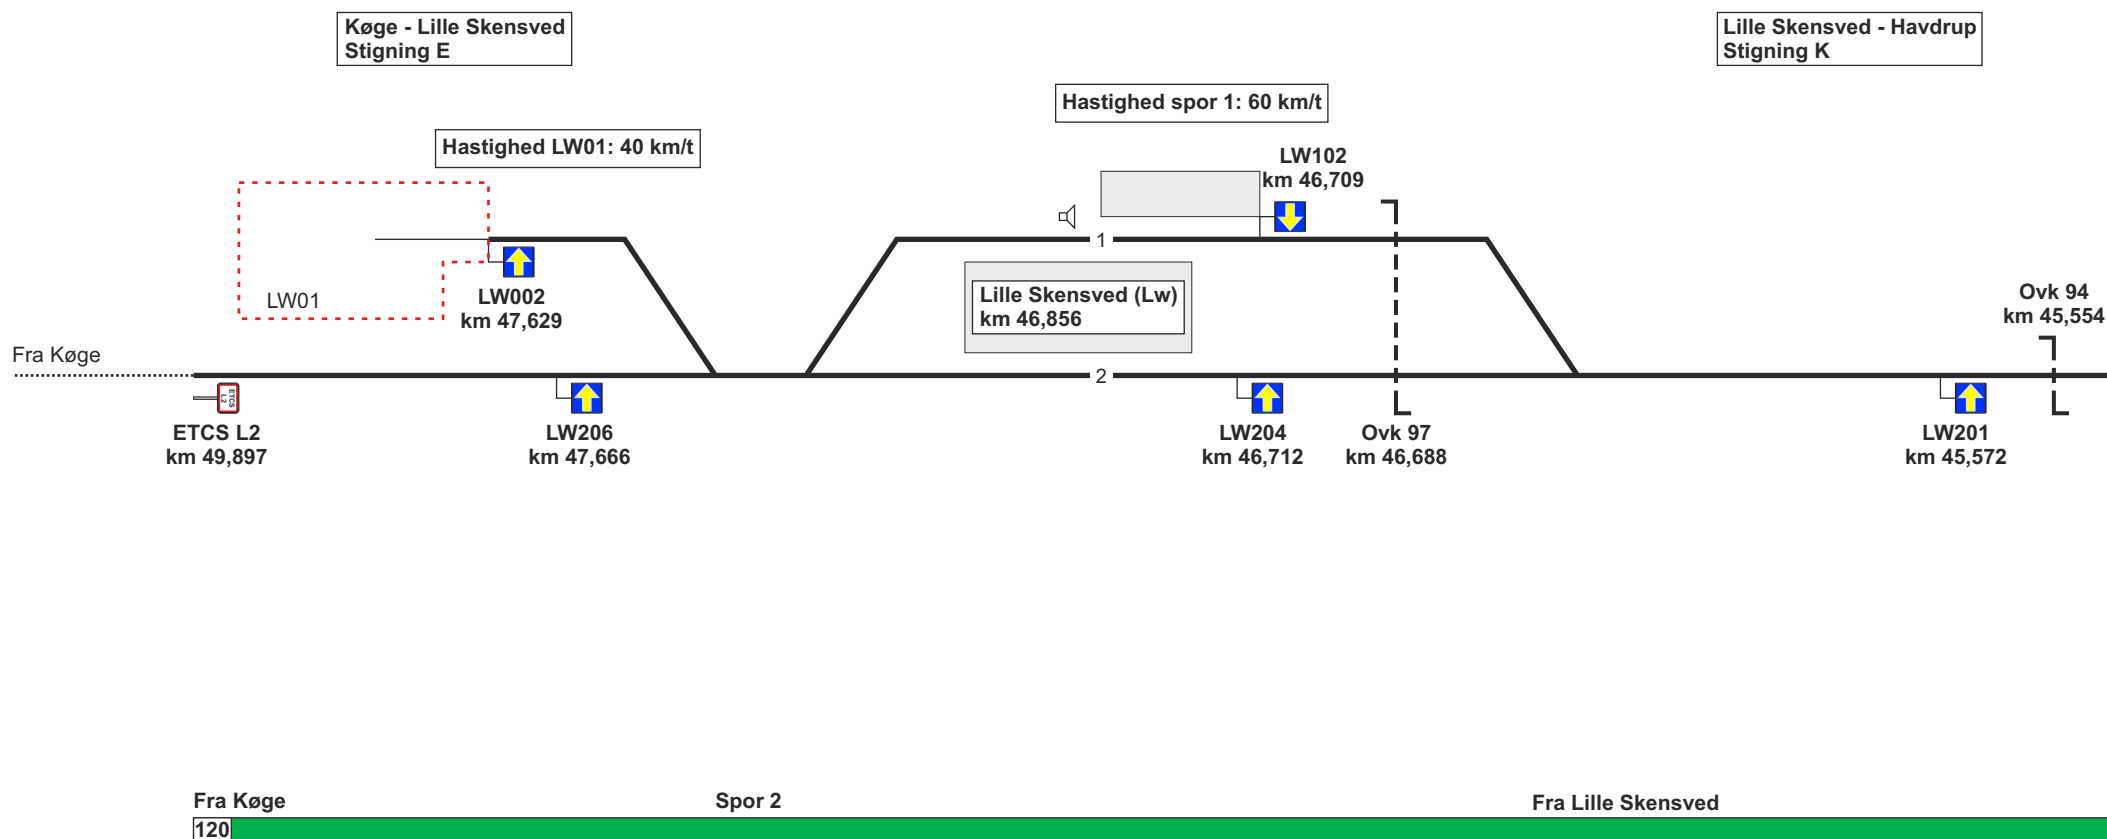 Køge - Lille Skensved
Stigning E
Lille Skensved - Havdrup
Stigning K
Hastighed spor 1: 60 km/t
Hastighed LW01: 40 km/t
LW102
km 46,709
1
LW01
LW002
km 47,629
Lille Skensved (Lw)
km 46,856
Ovk 94
km 45,554
Fra Køge
2
ETCS
L2
ETCS L2
km 49,897
LW206
km 47,666
LW204
km 46,712
Ovk 97
km 46,688
LW201
km 45,572
Fra Køge
Spor 2
Fra Lille Skensved
120